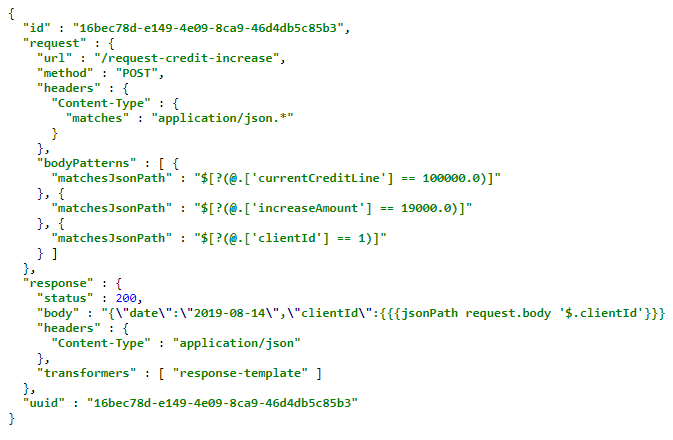 {
  "id" : "16bec78d-e149-4e09-8ca9-46d4db5c85b3",
  "request" : {
    "url" : "/request-credit-increase",
    "method" : "POST",
    "headers" : {
      "Content-Type" : {
        "matches" : "application/json.*"
      }
    },
    "bodyPatterns" : [ {
      "matchesJsonPath" : "$[?(@.['currentCreditLine'] == 100000.0)]"
    }, {
      "matchesJsonPath" : "$[?(@.['increaseAmount'] == 19000.0)]"
    }, {
      "matchesJsonPath" : "$[?(@.['clientId'] == 1)]"
    } ]
  },
  "response" : {
    "status" : 200,
    "body" : "{\"date\":\"2019-08-14\",\"clientId\":{{{jsonPath request.body '$.clientId'}}}
    "headers" : {
      "Content-Type" : "application/json"
    },
    "transformers" : [ "response-template" ]
  },
  "uuid" : "16bec78d-e149-4e09-8ca9-46d4db5c85b3"
}